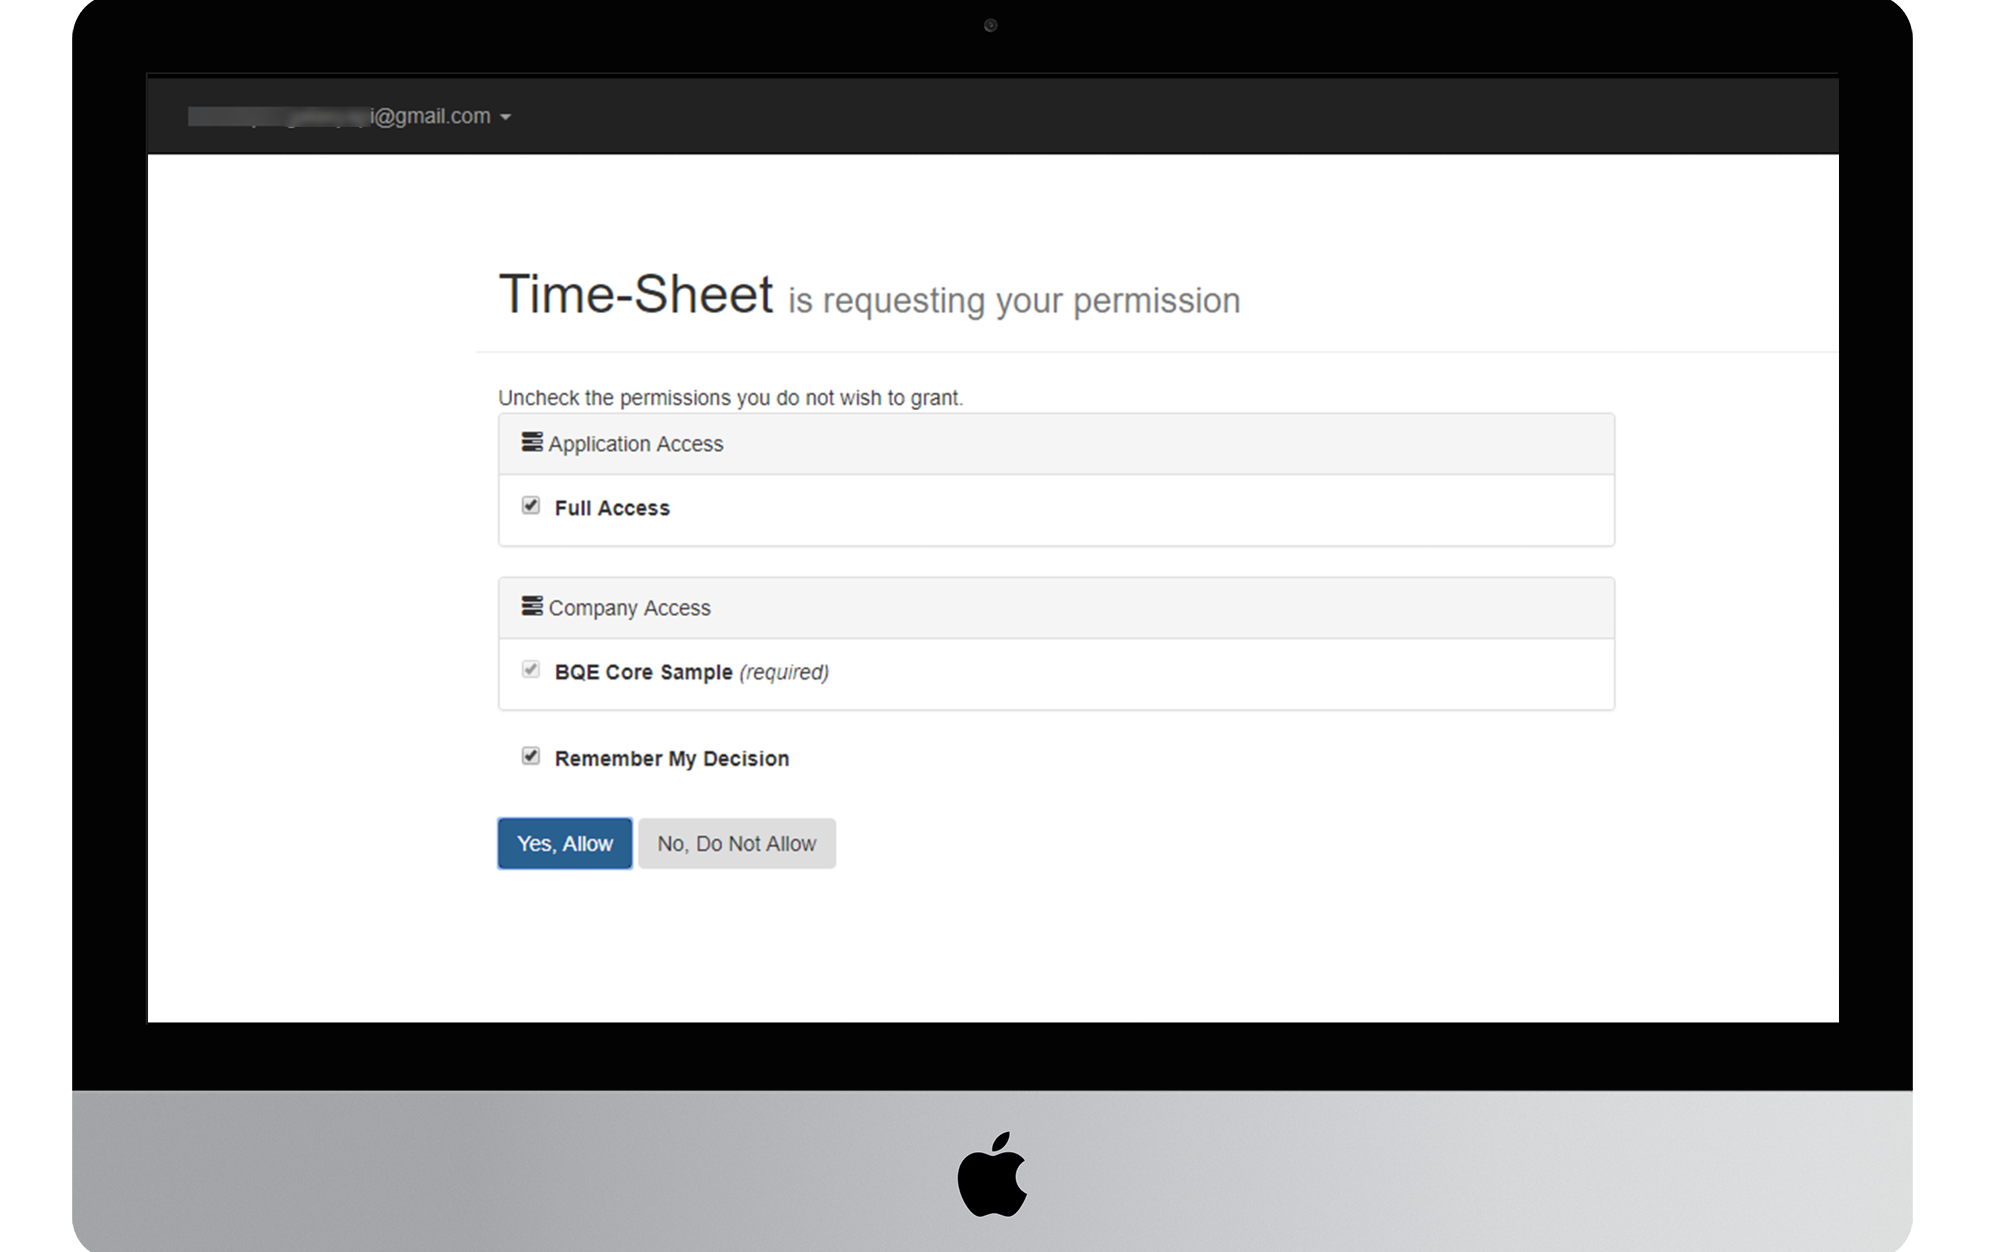 i@gmail.com
Time-Sheet is requesting your permission
Uncheck the permissions you do not wish to grant.
Application Access
Full Access
Company Access
BQE Core Sample (required)
Remember My Decision
Yes, Allow
No, Do Not Allow